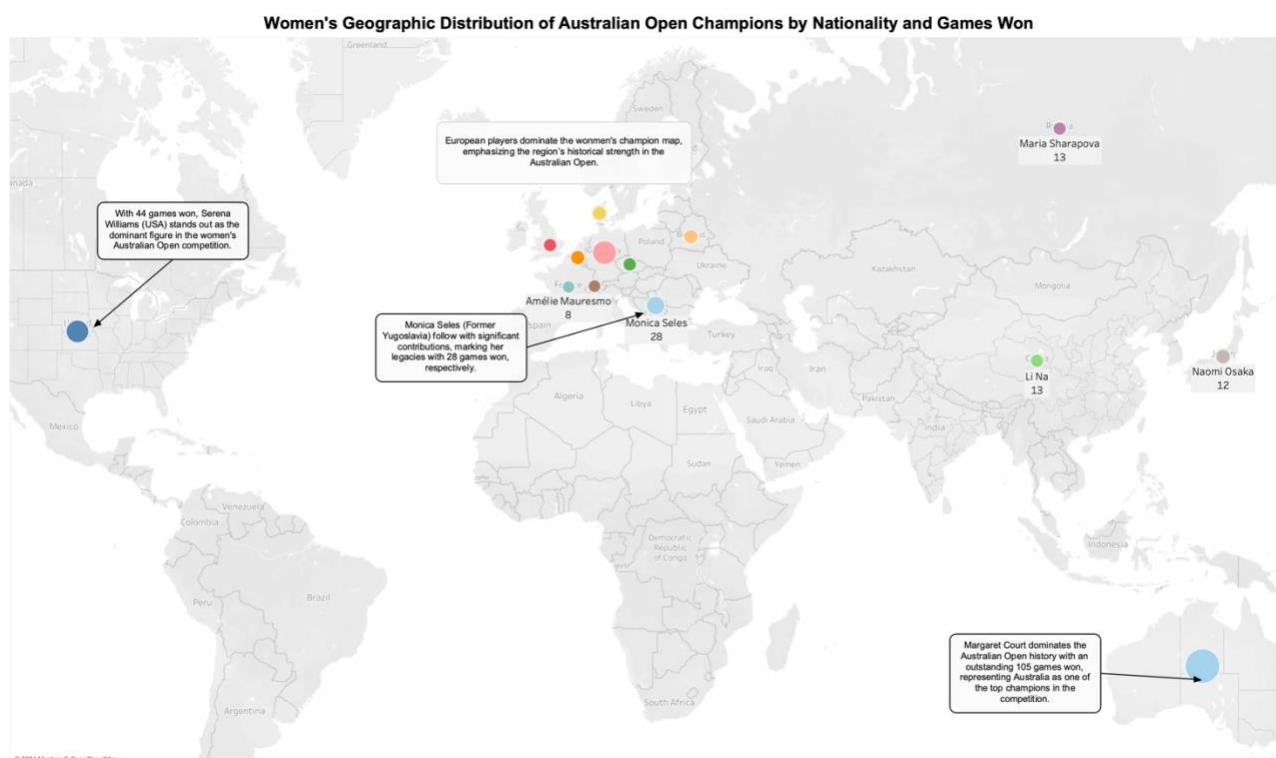 Women's Geographic Distribution of Australian Open Champions by Nationality and Games Won
Greenland
Sweden
European players dominate the wonmen's champion map,
emphasizing the region's historical strength in the
Australian Open.
Maria Sharapova
13
With 44 games won, Serena
Williams (USA) stands out as the
dominant figure in the women's
Australian Open competition.
Poland
Ukraine
Kazakhstan
Mongolia
Amélie Mauresmo
8
Spain
Monica Seles
28
Turkey
Monica Seles (Former
Yugoslavia) follow with significant
contributions, marking her
legacies with 28 games won,
respectively.
Iraq
Iran
Li Na
13
Naomi Osaka
12
Pakistan
Algeria
Libya
Egypt
Saudi Arabia
India
Mexico
Sudan
Yemen
Venezuela
Colombia
Democratic
Republic
of Congo
Indonesia
Peru
Brazil
Margaret Court dominates the
Australian Open history with an
outstanding 105 games won,
representing Australia as one of
the top champions in the
competition.
South Africa
Argentina